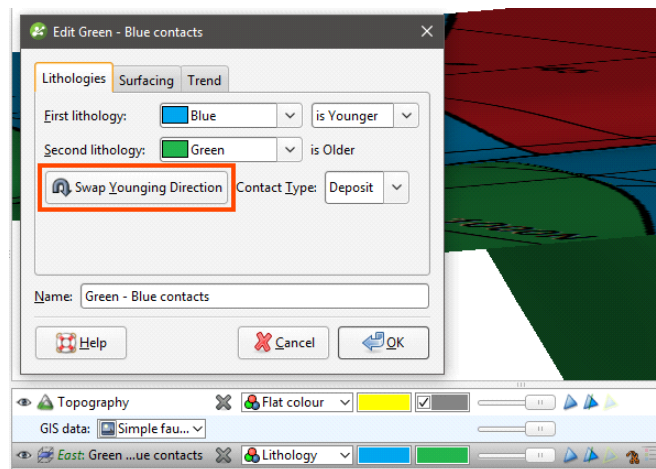 Edit Green - Blue contacts
Lithologies Surfacing Trend
First lithology: Blue is Younger
Second lithology: Green is Older
Swap Younging Direction Contact Type: Deposit
Name: Green - Blue contacts
Help Cancel OK
Topography Flat colour
GIS data: Simple fau...
East: Green ...ue contacts Lithology